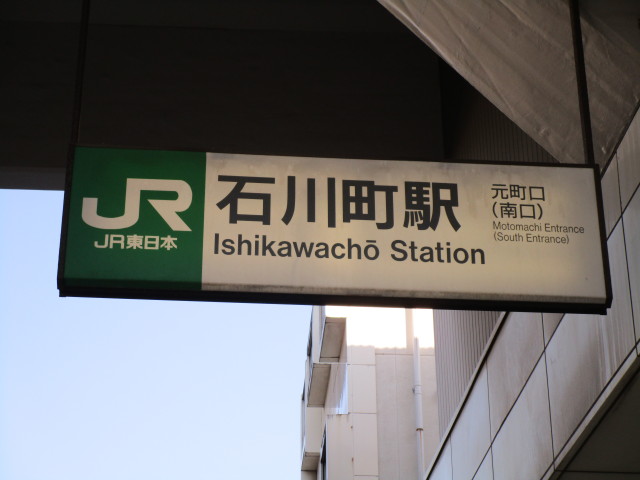 JR
JR東日本
石川町駅
Ishikawachō Station
元町口
(南口)
Motomachi Entrance
(South Entrance)